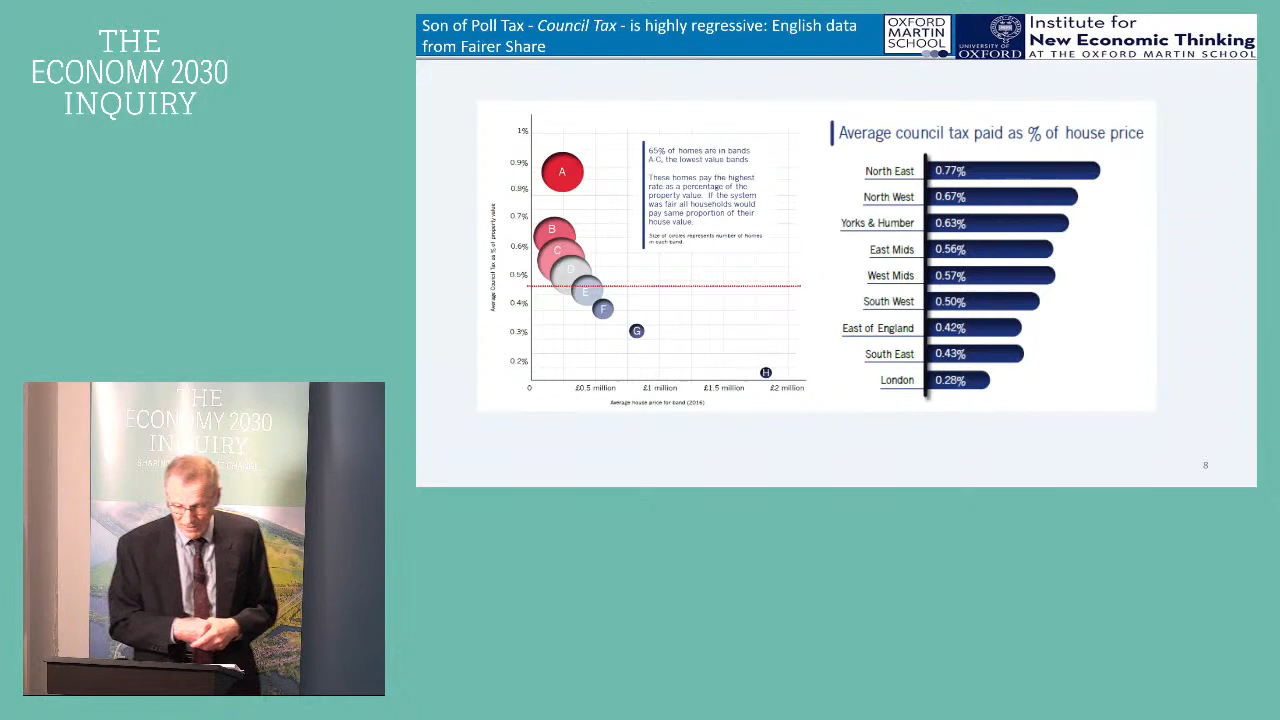 THE
ECONOMY 2030
INQUIRY
Son of Poll Tax - Council Tax - is highly regressive: English data
from Fairer Share
OXFORD
MARTIN
SCHOOL
UNIVERSITY OF
OXFORD
Institute for
New Economic Thinking
AT THE OXFORD MARTIN SCHOOL
Average Council Tax as % of property value
1%
0.9%
0.8%
0.7%
0.6%
0.5%
0.4%
0.3%
0.2%
A
B
C
D
E
F
G
H
65% of homes are in bands
A-C, the lowest value bands.
These homes pay the highest
rate as a percentage of the
property value. If the system
was fair all households would
pay same proportion of their
house value.
Size of circles represents number of homes
in each band.
0
£0.5 million
£1 million
£1.5 million
£2 million
Average house price for band (2016)
Average council tax paid as % of house price
North East 0.77%
North West 0.67%
Yorks & Humber 0.63%
East Mids 0.56%
West Mids 0.57%
South West 0.50%
East of England 0.42%
South East 0.43%
London 0.28%
8
THE
ECONOMY 2030
INQUIRY